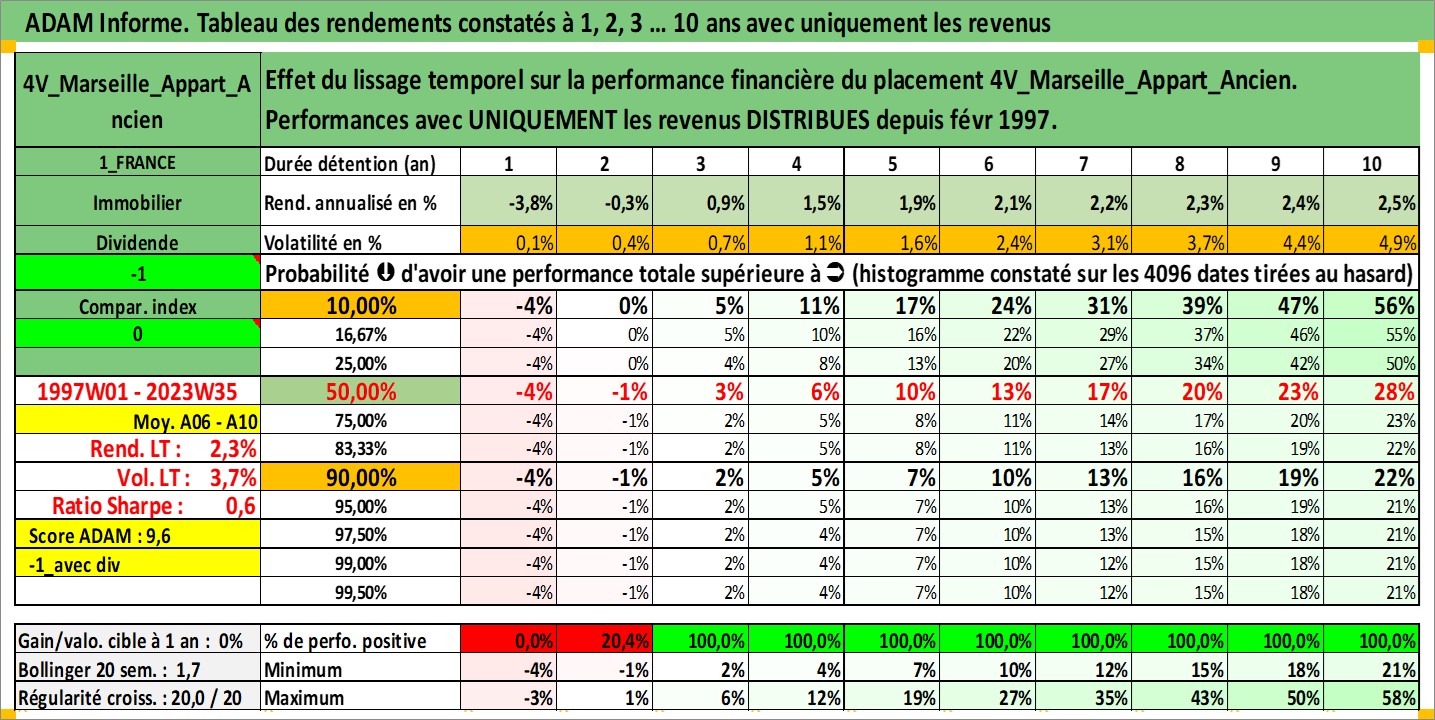 ADAM Informe. Tableau des rendements constatés à 1, 2, 3 ... 10 ans avec uniquement les revenus
4V_Marseille_Appart_A
ncien
Effet du lissage temporel sur la performance financière du placement 4V_Marseille_Appart_Ancien.
Performances avec UNIQUEMENT les revenus DISTRIBUES depuis févr 1997.
1_FRANCE Durée détention (an) 1 2 3 4 5 6 7 8 9 10
Immobilier Rend. annualisé en % -3,8% -0,3% 0,9% 1,5% 1,9% 2,1% 2,2% 2,3% 2,4% 2,5%
Dividende Volatilité en % 0,1% 0,4% 0,7% 1,1% 1,6% 2,4% 3,1% 3,7% 4,4% 4,9%
-1 Probabilité d'avoir une performance totale supérieure à (histogramme constaté sur les 4096 dates tirées au hasard)
Compar. index 10,00% -4% 0% 5% 11% 17% 24% 31% 39% 47% 56%
0 16,67% -4% 0% 5% 10% 16% 22% 29% 37% 46% 55%
25,00% -4% 0% 4% 8% 13% 20% 27% 34% 42% 50%
1997W01 - 2023W35 50,00% -4% -1% 3% 6% 10% 13% 17% 20% 23% 28%
Moy. A06 - A10 75,00% -4% -1% 2% 5% 8% 11% 14% 17% 20% 23%
Rend. LT : 2,3% 83,33% -4% -1% 2% 5% 8% 11% 13% 16% 19% 22%
Vol. LT : 3,7% 90,00% -4% -1% 2% 5% 7% 10% 13% 16% 19% 22%
Ratio Sharpe : 0,6 95,00% -4% -1% 2% 5% 7% 10% 13% 16% 19% 21%
Score ADAM : 9,6 97,50% -4% -1% 2% 4% 7% 10% 13% 15% 18% 21%
-1_avec div 99,00% -4% -1% 2% 4% 7% 10% 12% 15% 18% 21%
99,50% -4% -1% 2% 4% 7% 10% 12% 15% 18% 21%
Gain/valo. cible à 1 an : 0% % de perfo. positive 0,0% 20,4% 100,0% 100,0% 100,0% 100,0% 100,0% 100,0% 100,0% 100,0%
Bollinger 20 sem. : 1,7 Minimum -4% -1% 2% 4% 7% 10% 12% 15% 18% 21%
Régularité croiss. : 20,0 / 20 Maximum -3% 1% 6% 12% 19% 27% 35% 43% 50% 58%